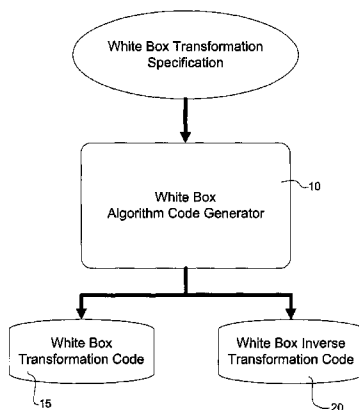 White Box Transformation
Specification
10
White Box
Algorithm Code Generator
White Box
Transformation Code
15
White Box Inverse
Transformation Code
20